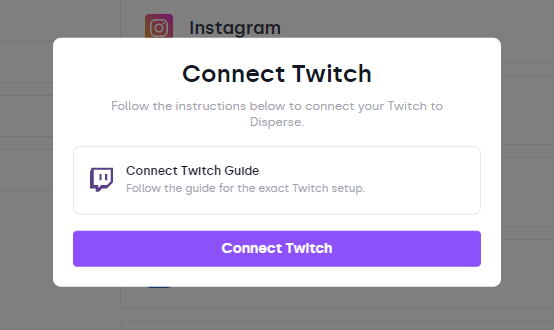 Instagram
Connect Twitch
Follow the instructions below to connect your Twitch to
Disperse.
Connect Twitch Guide
Follow the guide for the exact Twitch setup.
Connect Twitch